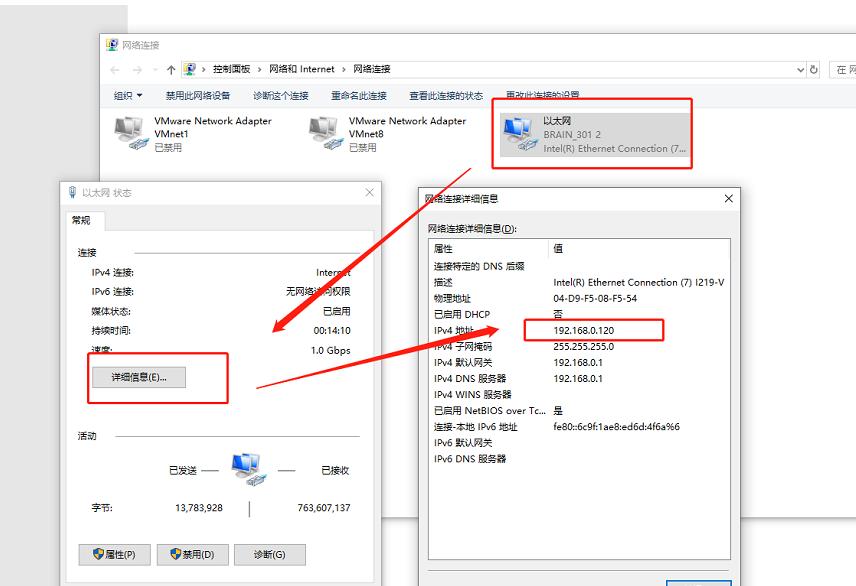 网络连接
控制面板 › 网络和 Internet › 网络连接
在 网
组织 禁用此网络设备 诊断这个连接 重命名此连接 查看此连接的状态 更改此连接的设置
VMware Network Adapter VMnet1
已禁用
VMware Network Adapter VMnet8
已禁用
以太网
BRAIN_301 2
Intel(R) Ethernet Connection (7...
以太网 状态
常规
连接
IPv4 连接: Internet
IPv6 连接: 无网络访问权限
媒体状态: 已启用
持续时间: 00:14:10
速度: 1.0 Gbps
详细信息(E)...
活动
已发送 已接收
字节: 13,783,928 763,607,137
属性(P) 禁用(D) 诊断(G)
网络连接详细信息
网络连接详细信息(D):
属性 值
连接特定的 DNS 后缀
描述 Intel(R) Ethernet Connection (7) I219-V
物理地址 04-D9-F5-08-F5-54
已启用 DHCP 否
IPv4 地址 192.168.0.120
IPv4 子网掩码 255.255.255.0
IPv4 默认网关 192.168.0.1
IPv4 DNS 服务器 192.168.0.1
IPv4 WINS 服务器
已启用 NetBIOS over Tc... 是
连接-本地 IPv6 地址 fe80::6c9f:1ae8:ed6d:4f6a%6
IPv6 默认网关
IPv6 DNS 服务器